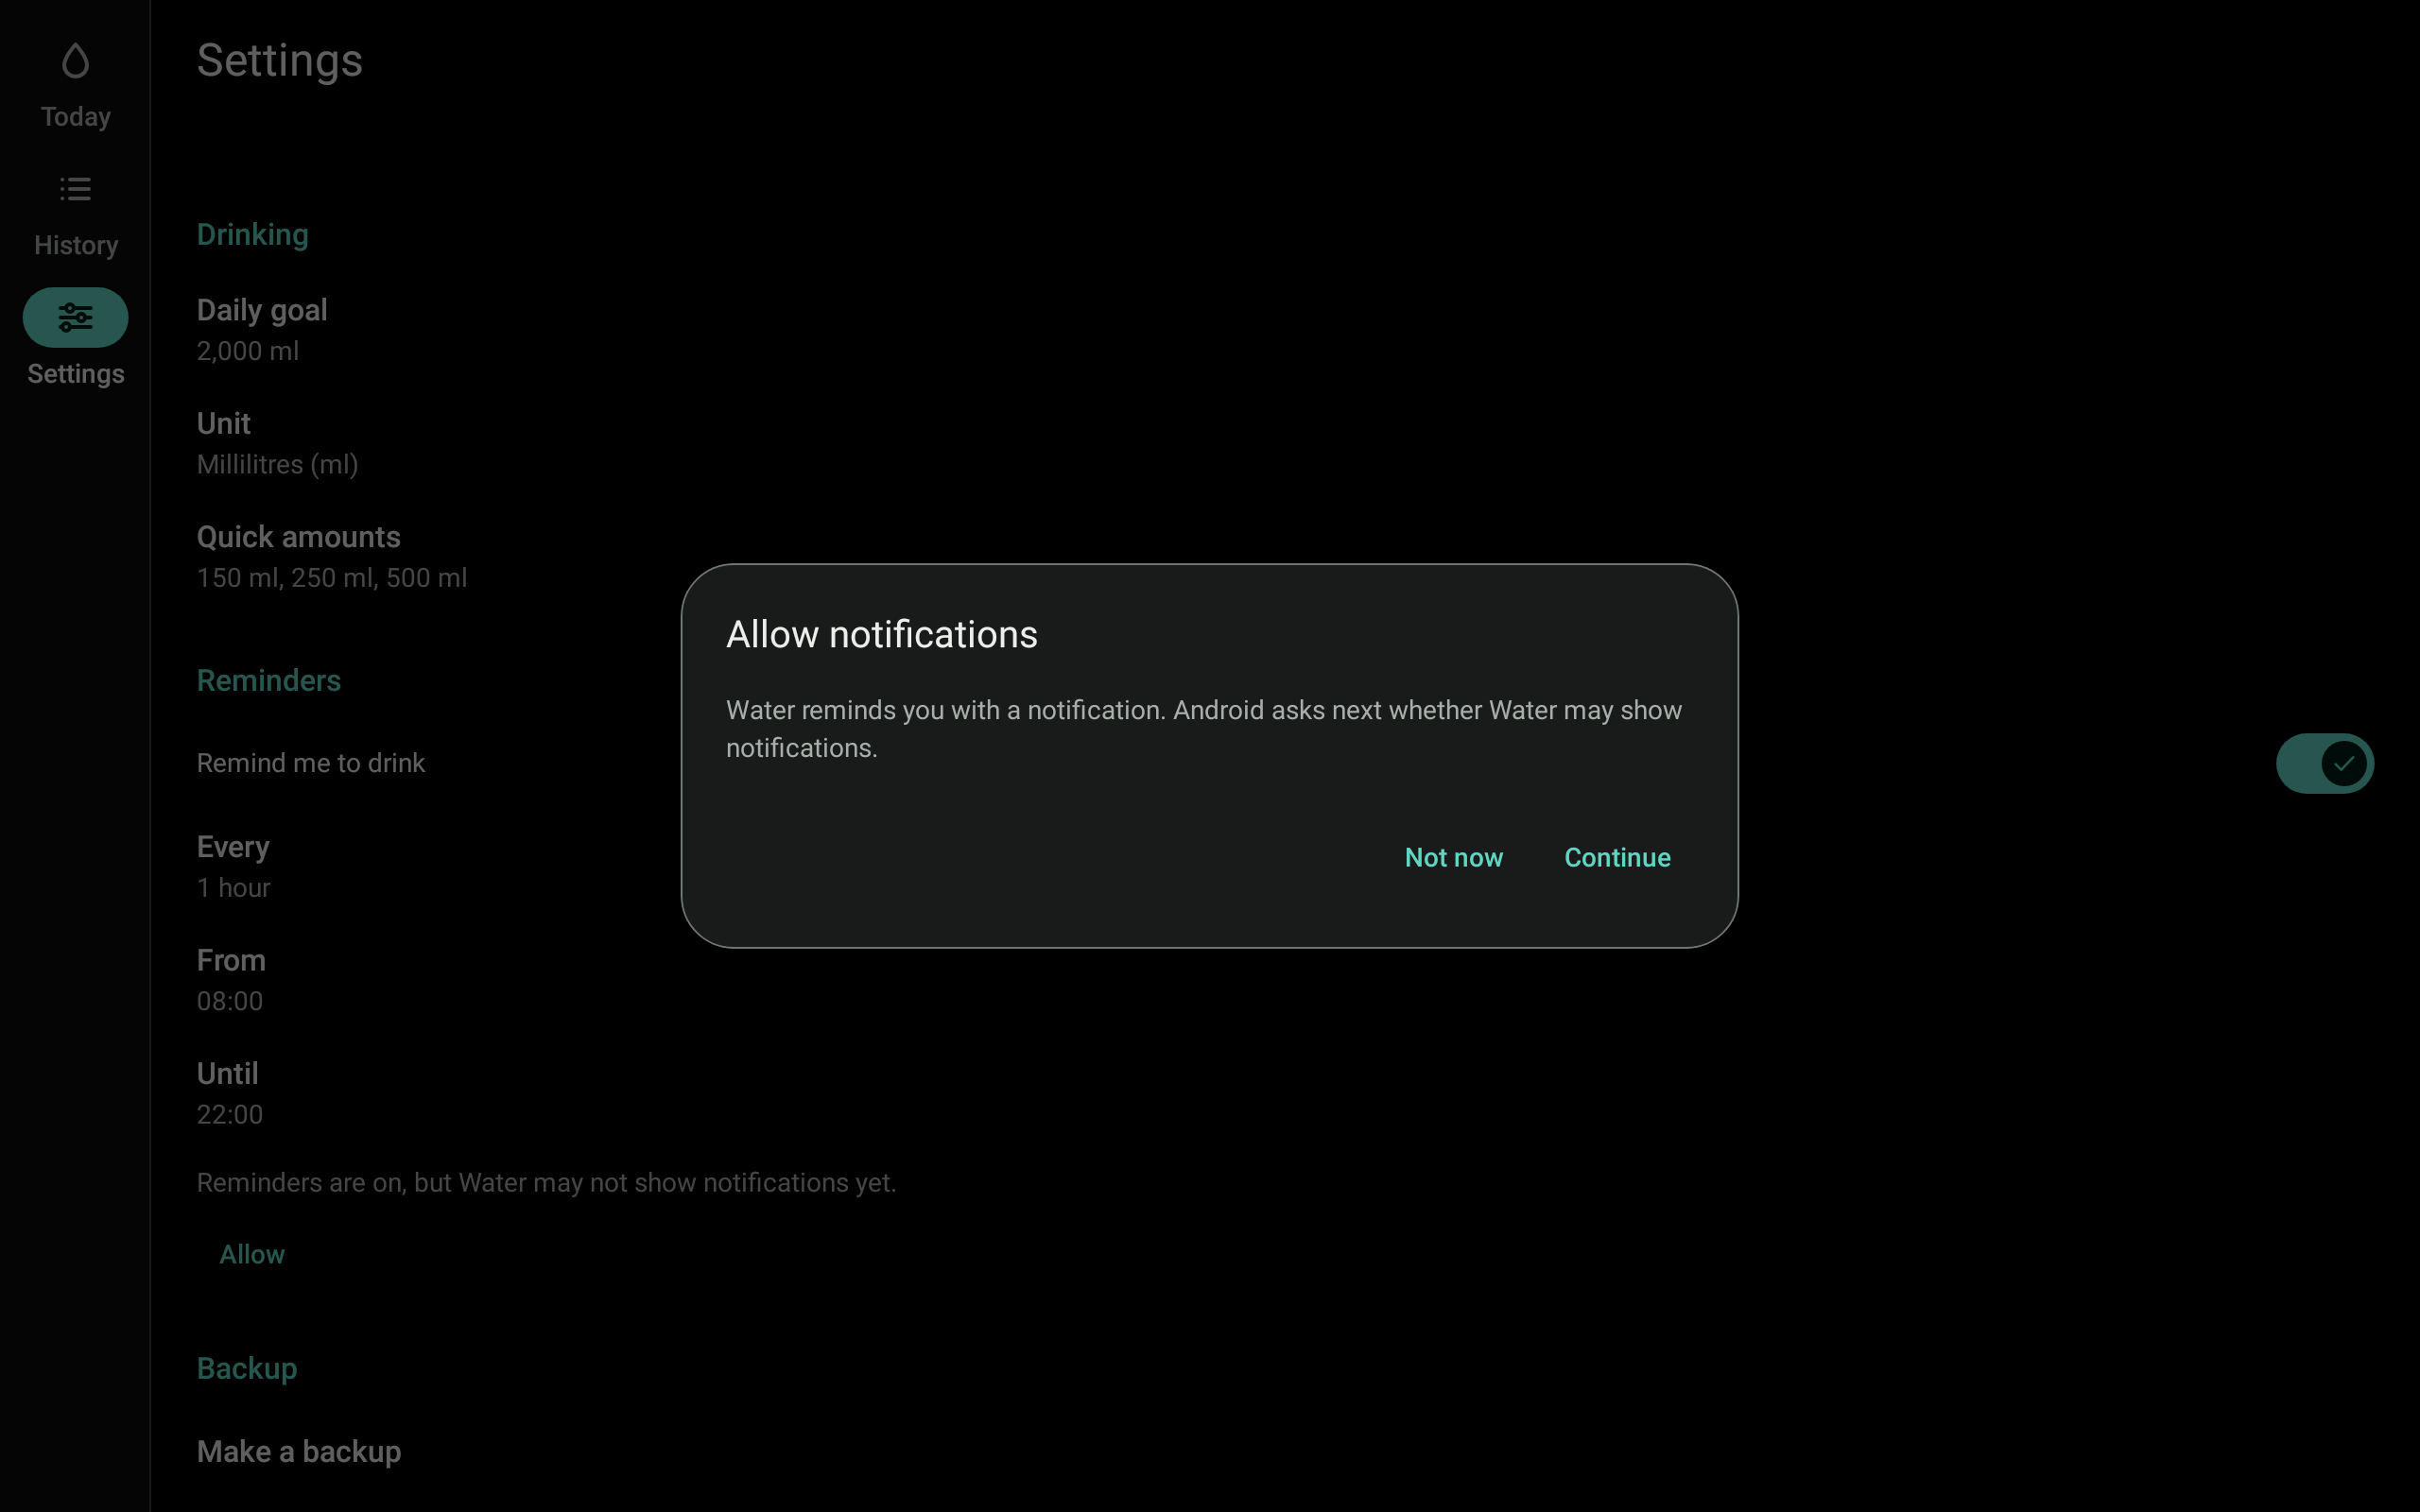 Today
History
Settings
Settings
Drinking
Daily goal
2,000 ml
Unit
Millilitres (ml)
Quick amounts
150 ml, 250 ml, 500 ml
Reminders
Remind me to drink
Every
1 hour
From
08:00
Until
22:00
Reminders are on, but Water may not show notifications yet.
Allow
Backup
Make a backup
Allow notifications
Water reminds you with a notification. Android asks next whether Water may show
notifications.
Not now
Continue